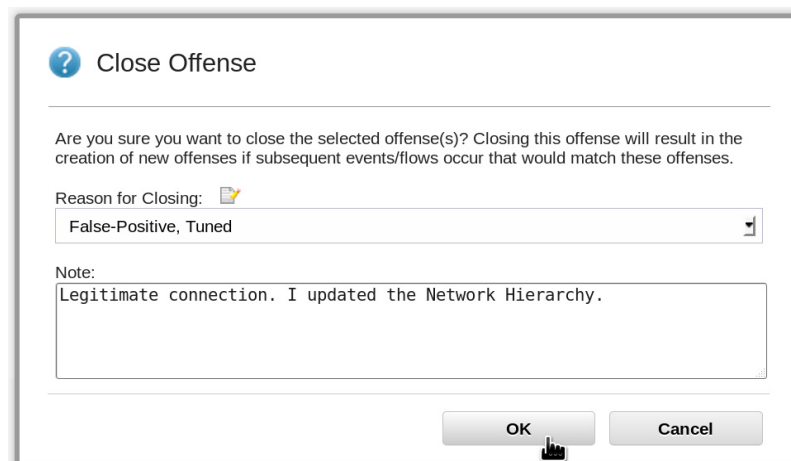 Close Offense
Are you sure you want to close the selected offense(s)? Closing this offense will result in the
creation of new offenses if subsequent events/flows occur that would match these offenses.
Reason for Closing:
False-Positive, Tuned
Note:
Legitimate connection. I updated the Network Hierarchy.
OK
Cancel